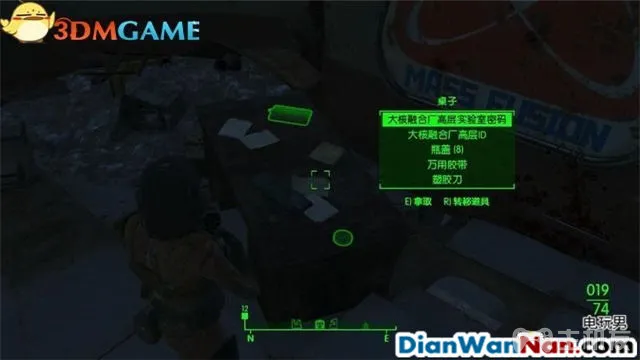 3DMGAME
MASS FUSION
桌子
大核融合厂高层实验室密码
大核融合厂高层ID
瓶盖 (8)
万用胶带
塑胶刀
E) 拿取 R) 转移道具
12
N E
019
74
电玩男
DianWanNan.com